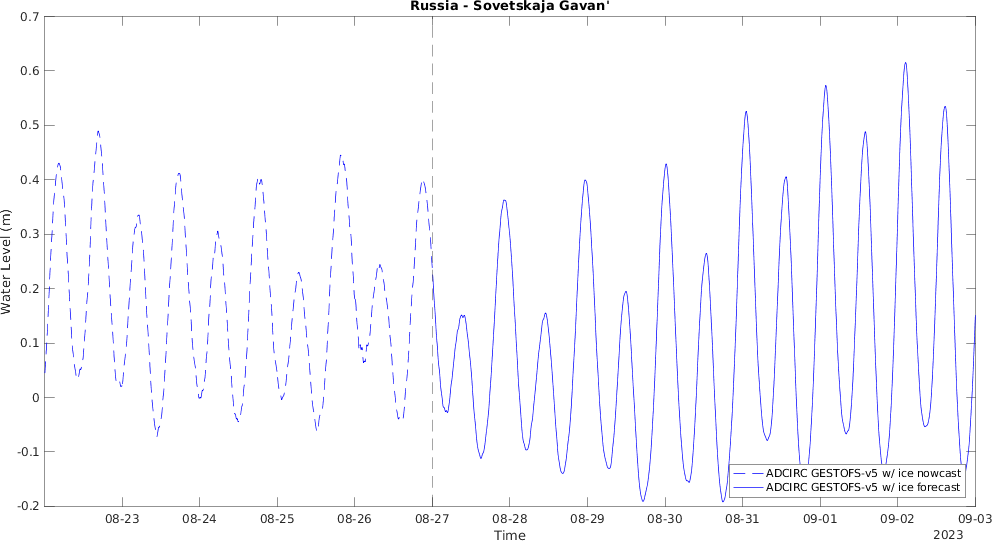 Russia - Sovetskaja Gavan'
0.7
0.6
0.5
0.4
0.3
0.2
0.1
0
-0.1
-0.2
Water Level (m)
ADCIRC GESTOFS-v5 w/ ice nowcast
ADCIRC GESTOFS-v5 w/ ice forecast
08-23 08-24 08-25 08-26 08-27 08-28 08-29 08-30 08-31 09-01 09-02 09-03
Time
2023